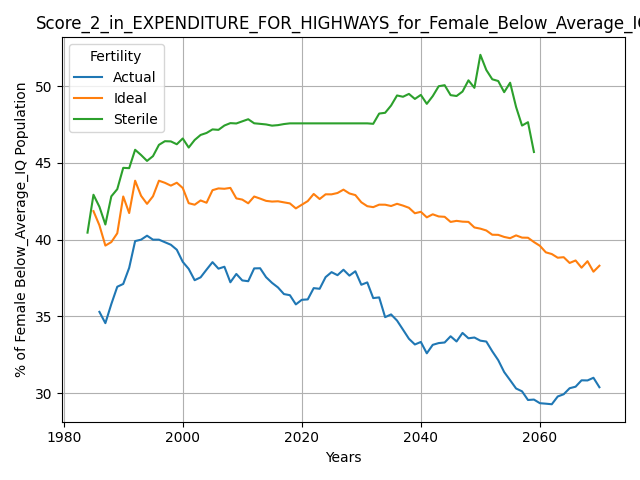 Score_2_in_EXPENDITURE_FOR_HIGHWAYS_for_Female_Below_Average_IQ
Fertility
Actual
Ideal
Sterile
% of Female Below_Average_IQ Population
50
45
40
35
30
1980
2000
2020
2040
2060
Years